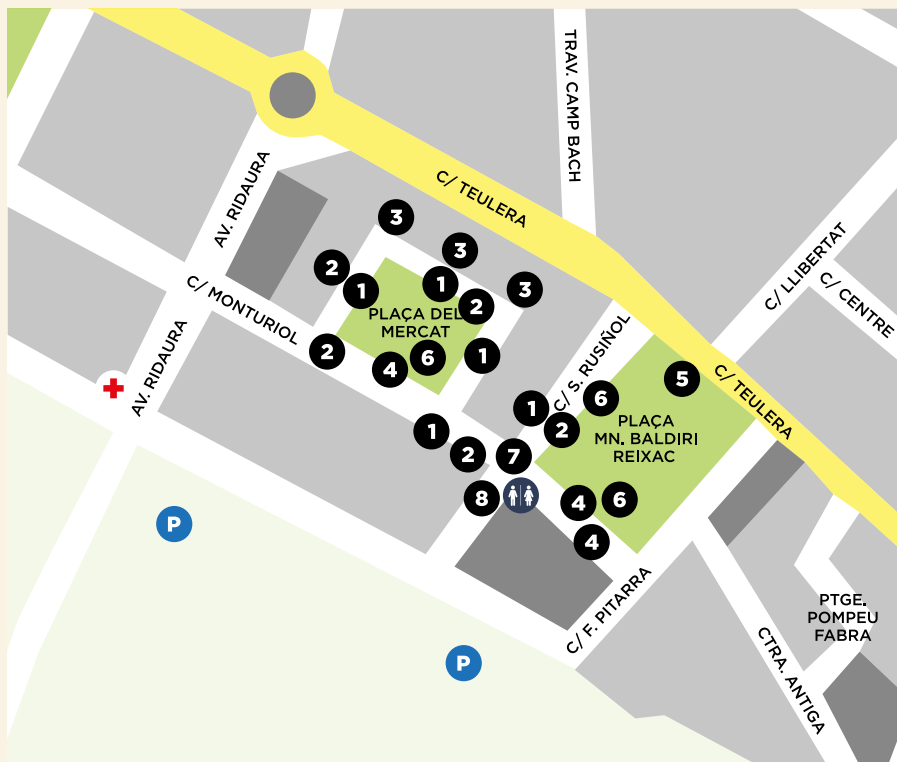 TRAV. CAMP BACH
AV. RIDAURA
C/ TEULERA
3
3
C/ LLIBERTAT
2
1
1
3
C/ CENTRE
2
C/ MONTURIOL
PLAÇA DEL
MERCAT
AV. RIDAURA
2
4
6
1
C/ S. RUSIÑOL
5
C/ TEULERA
1
6
2
PLAÇA
MN. BALDIRI
REIXAC
1
2
7
8
4
6
P
4
C/ F. PITARRA
PTGE.
POMPEU
FABRA
P
CTRA. ANTIGA